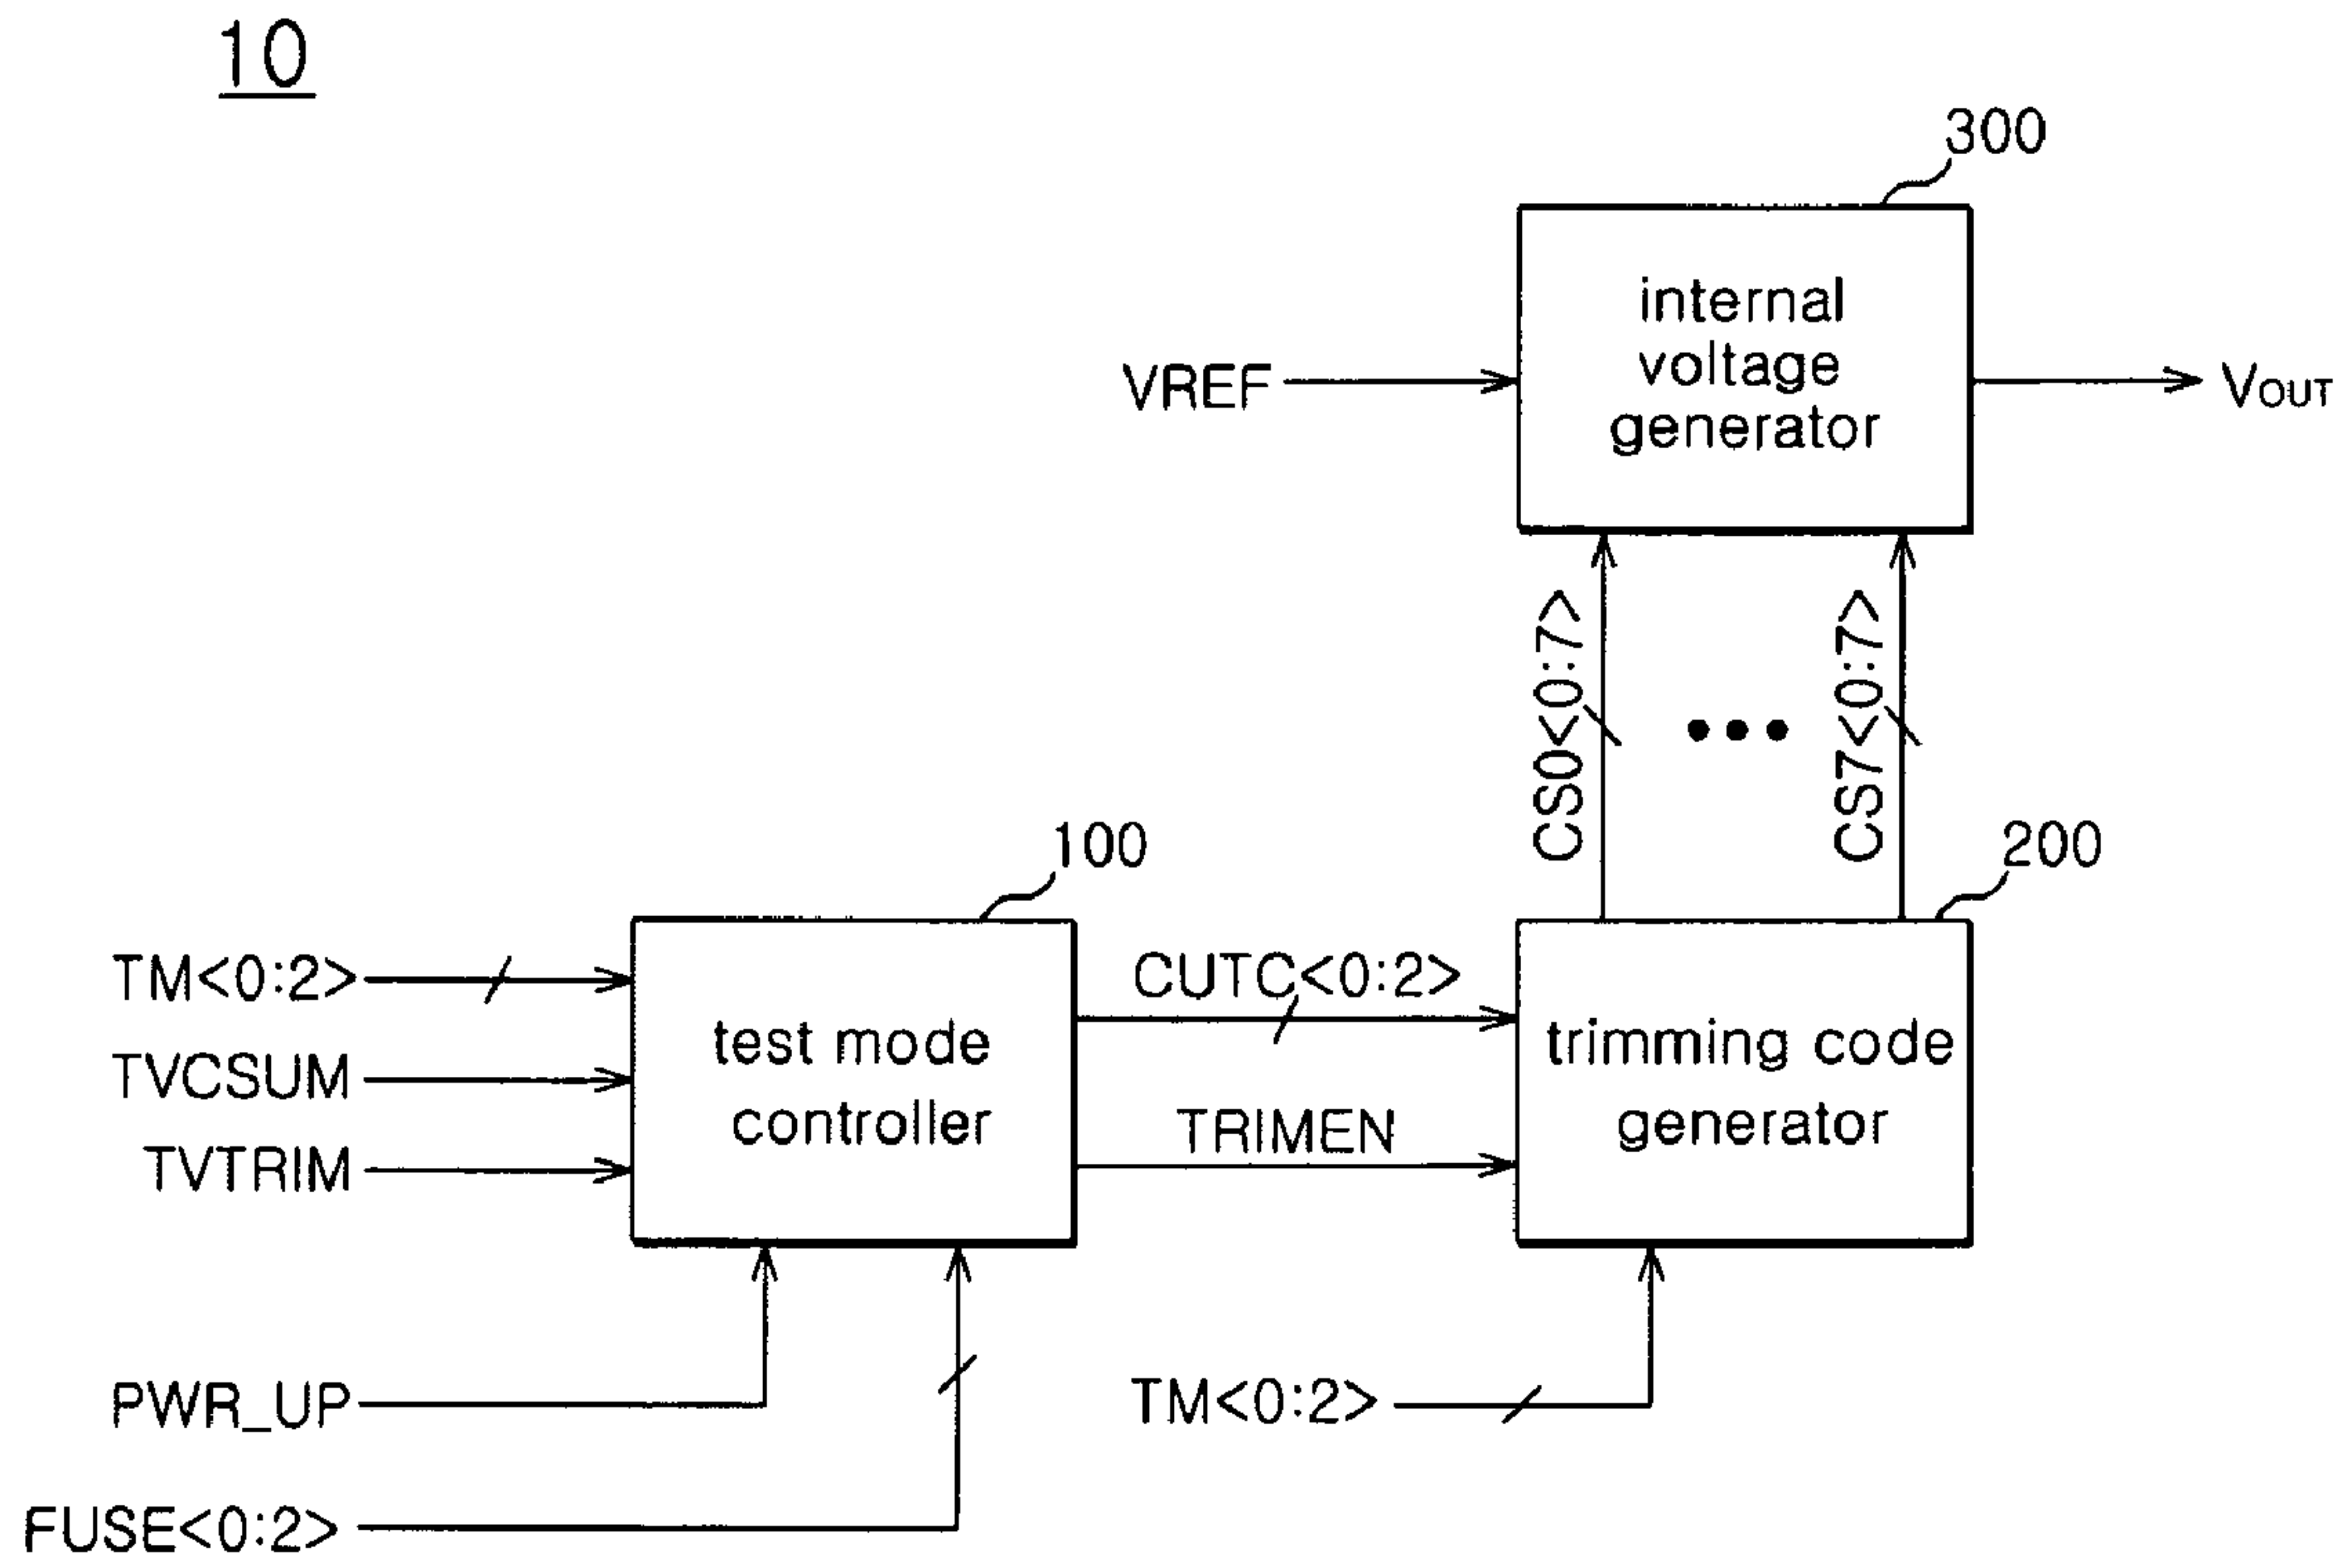 10
300
internal
voltage
generator
VREF
VOUT
CS0<0:7>
CS7<0:7>
100
200
TM<0:2>
TVCSUM
TVTRIM
test mode
controller
CUTC<0:2>
TRIMEN
trimming code
generator
PWR_UP
FUSE<0:2>
TM<0:2>